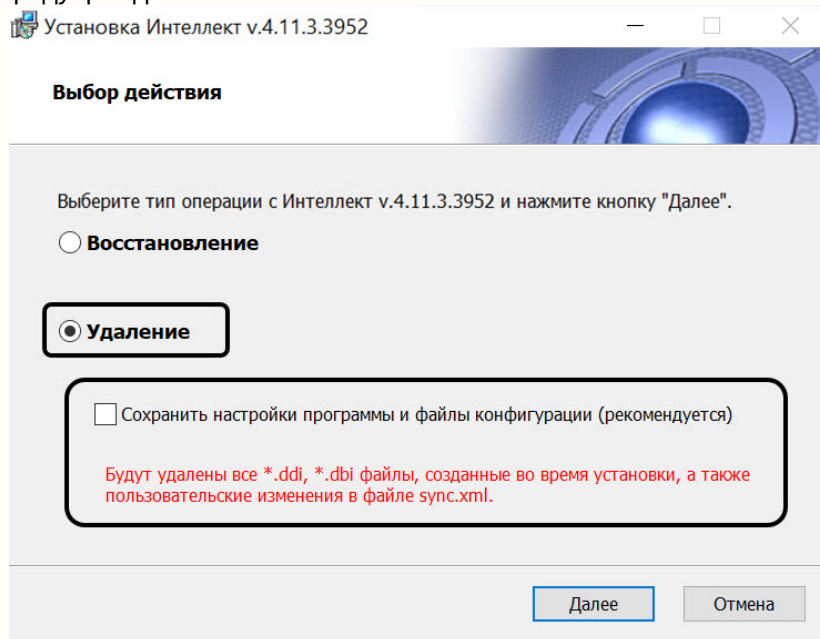 Установка Интеллект v.4.11.3.3952
Выбор действия
Выберите тип операции с Интеллект v.4.11.3.3952 и нажмите кнопку "Далее".
Восстановление
Удаление
Сохранить настройки программы и файлы конфигурации (рекомендуется)
Будут удалены все *.ddi, *.dbi файлы, созданные во время установки, а также
пользовательские изменения в файле sync.xml.
Далее Отмена